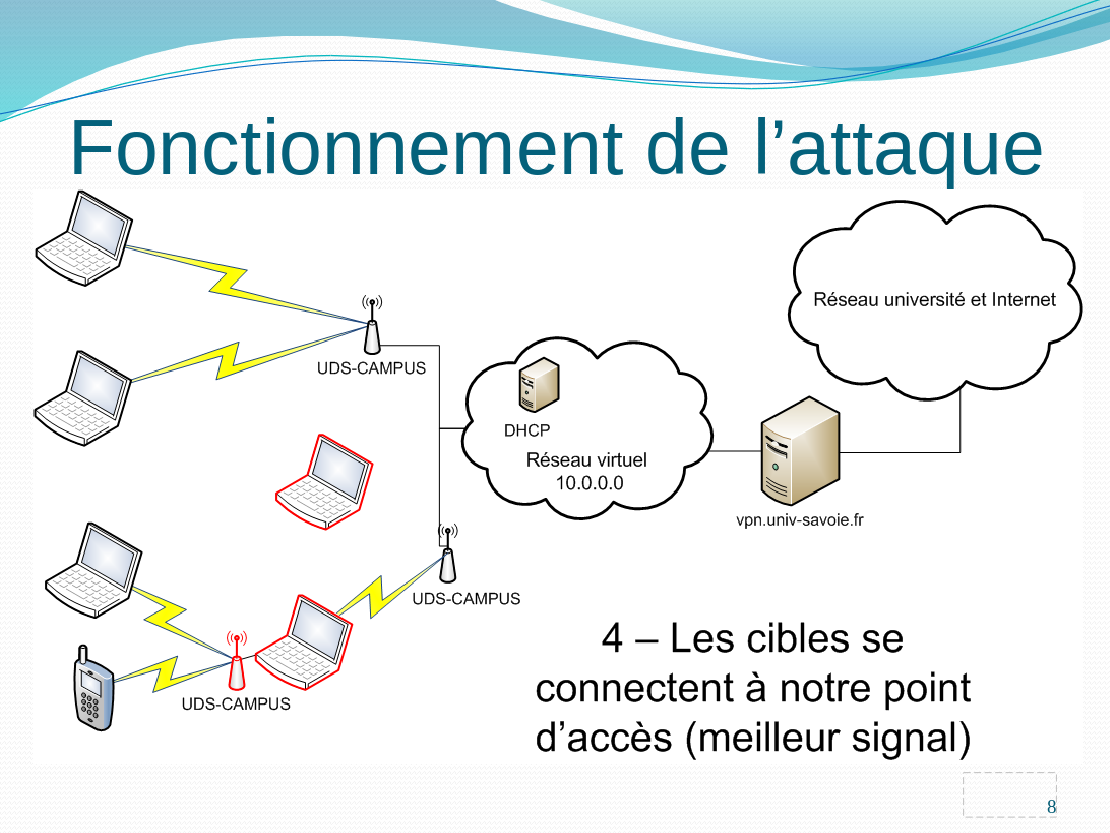 Fonctionnement de l’attaque
Réseau université et Internet
UDS-CAMPUS
DHCP
Réseau virtuel
10.0.0.0
vpn.univ-savoie.fr
UDS-CAMPUS
UDS-CAMPUS
4 – Les cibles se
connectent à notre point
d’accès (meilleur signal)
8